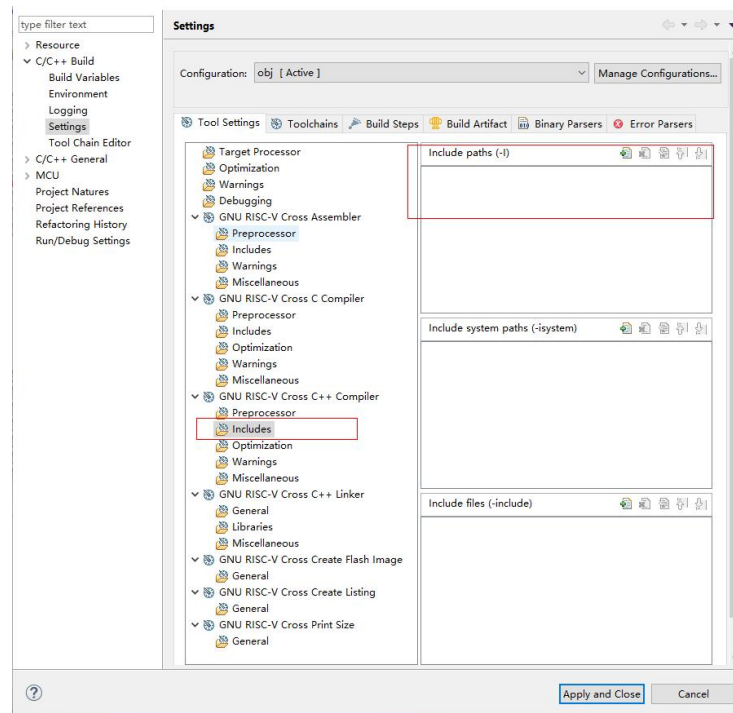 type filter text
Resource
C/C++ Build
Build Variables
Environment
Logging
Settings
Tool Chain Editor
C/C++ General
MCU
Project Natures
Project References
Refactoring History
Run/Debug Settings
Settings
Configuration: obj [ Active ] Manage Configurations...
Tool Settings Toolchains Build Steps Build Artifact Binary Parsers Error Parsers
Target Processor
Optimization
Warnings
Debugging
GNU RISC-V Cross Assembler
Preprocessor
Includes
Warnings
Miscellaneous
GNU RISC-V Cross C Compiler
Preprocessor
Includes
Optimization
Warnings
Miscellaneous
GNU RISC-V Cross C++ Compiler
Preprocessor
Includes
Optimization
Warnings
Miscellaneous
GNU RISC-V Cross C++ Linker
General
Libraries
Miscellaneous
GNU RISC-V Cross Create Flash Image
General
GNU RISC-V Cross Create Listing
General
GNU RISC-V Cross Print Size
General
Include paths (-I)
Include system paths (-isystem)
Include files (-include)
? Apply and Close Cancel